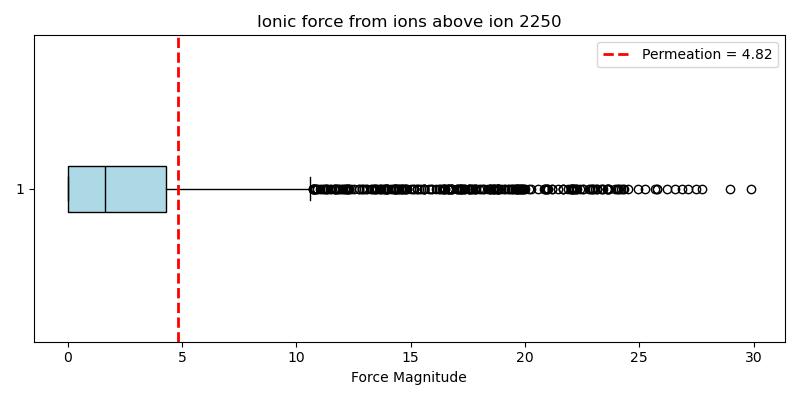 Ionic force from ions above ion 2250
Permeation = 4.82
1
0 5 10 15 20 25 30
Force Magnitude